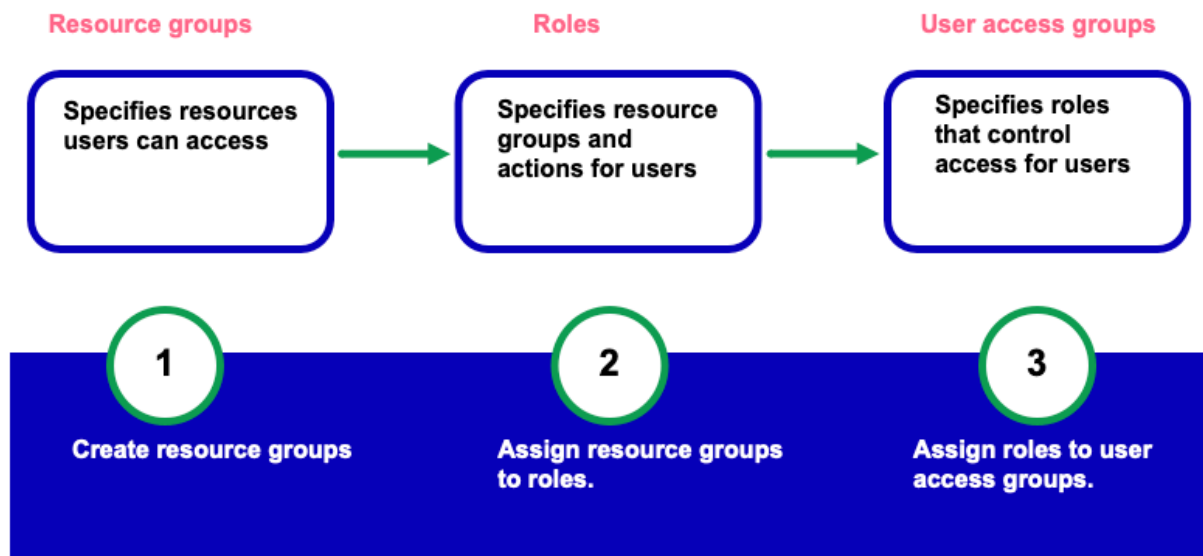 Resource groups
Roles
User access groups
Specifies resources
users can access
Specifies resource
groups and
actions for users
Specifies roles
that control
access for users
1
2
3
Create resource groups
Assign resource groups
to roles.
Assign roles to user
access groups.